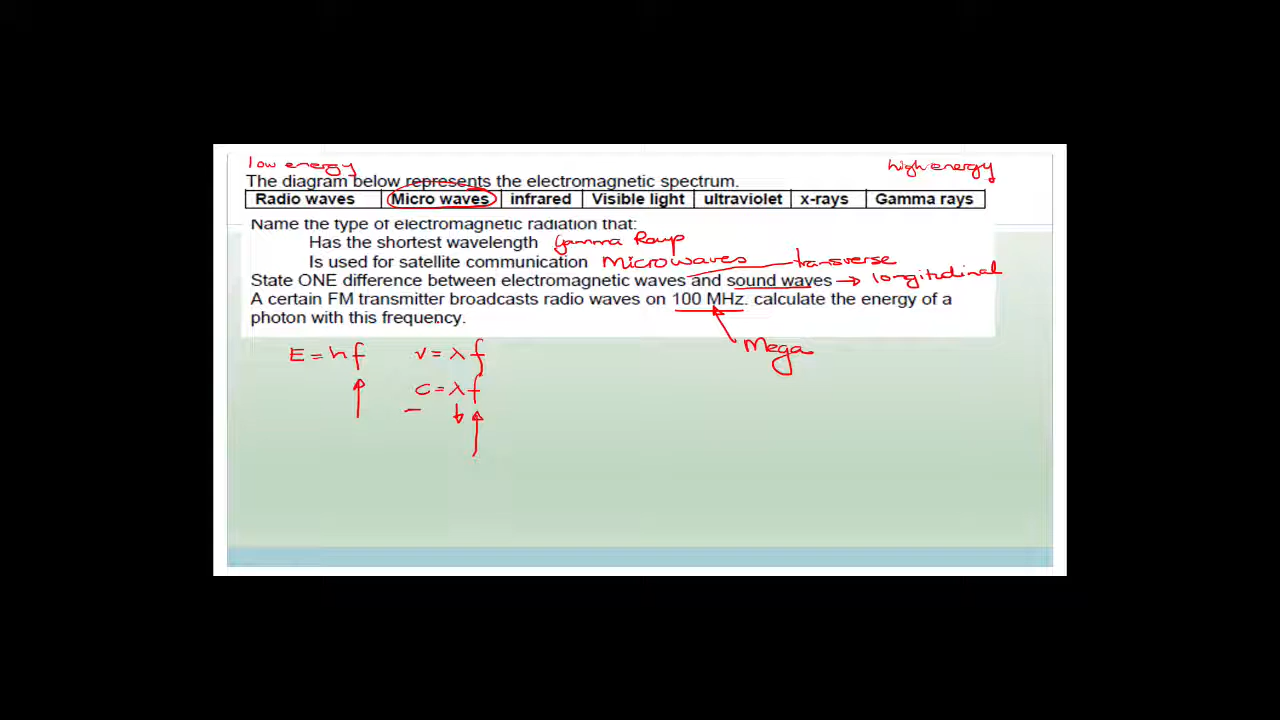 low energy high energy
The diagram below represents the electromagnetic spectrum.
Radio waves Micro waves infrared Visible light ultraviolet x-rays Gamma rays
Name the type of electromagnetic radiation that:
Has the shortest wavelength Gamma Rays
Is used for satellite communication Microwaves transverse
State ONE difference between electromagnetic waves and sound waves → longitudinal
A certain FM transmitter broadcasts radio waves on 100 MHz. calculate the energy of a
photon with this frequency.
E = hf v = λf Mega
c = λf